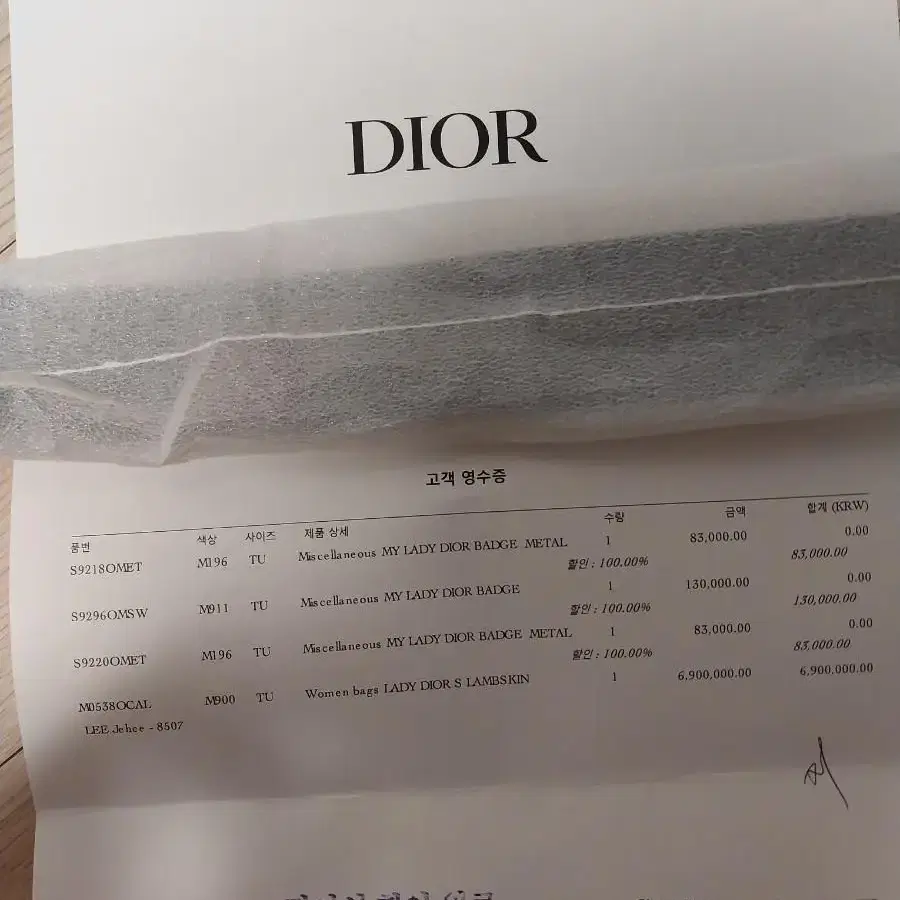 DIOR
고객 영수증
품번 색상 사이즈 제품 상세 수량 금액 합계 (KRW)
S9218OMET M196 TU Miscellaneous MY LADY DIOR BADGE METAL 1 83,000.00 0.00
할인 : 100.00% 83,000.00
S9296OMSW M911 TU Miscellaneous MY LADY DIOR BADGE 1 130,000.00 0.00
할인 : 100.00% 130,000.00
S9220OMET M196 TU Miscellaneous MY LADY DIOR BADGE METAL 1 83,000.00 0.00
할인 : 100.00% 83,000.00
M0538OCAL M900 TU Women bags LADY DIOR S LAMBSKIN 1 6,900,000.00 6,900,000.00
LEE Jehee - 8507